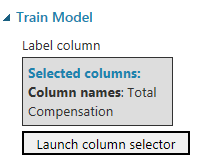 Train Model
Label column
Selected columns:
Column names: Total
Compensation
Launch column selector